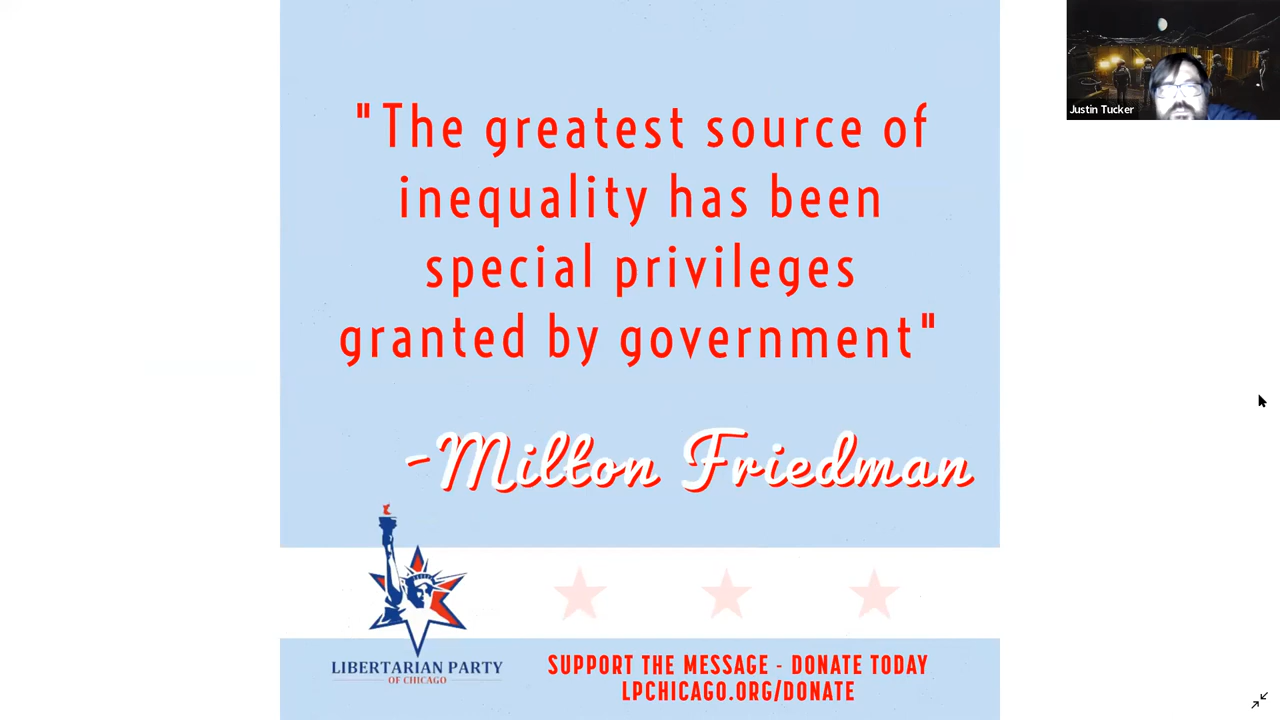 "The greatest source of
inequality has been
special privileges
granted by government"
-Milton Friedman
LIBERTARIAN PARTY
OF CHICAGO
SUPPORT THE MESSAGE - DONATE TODAY
LPCHICAGO.ORG/DONATE
Justin Tucker